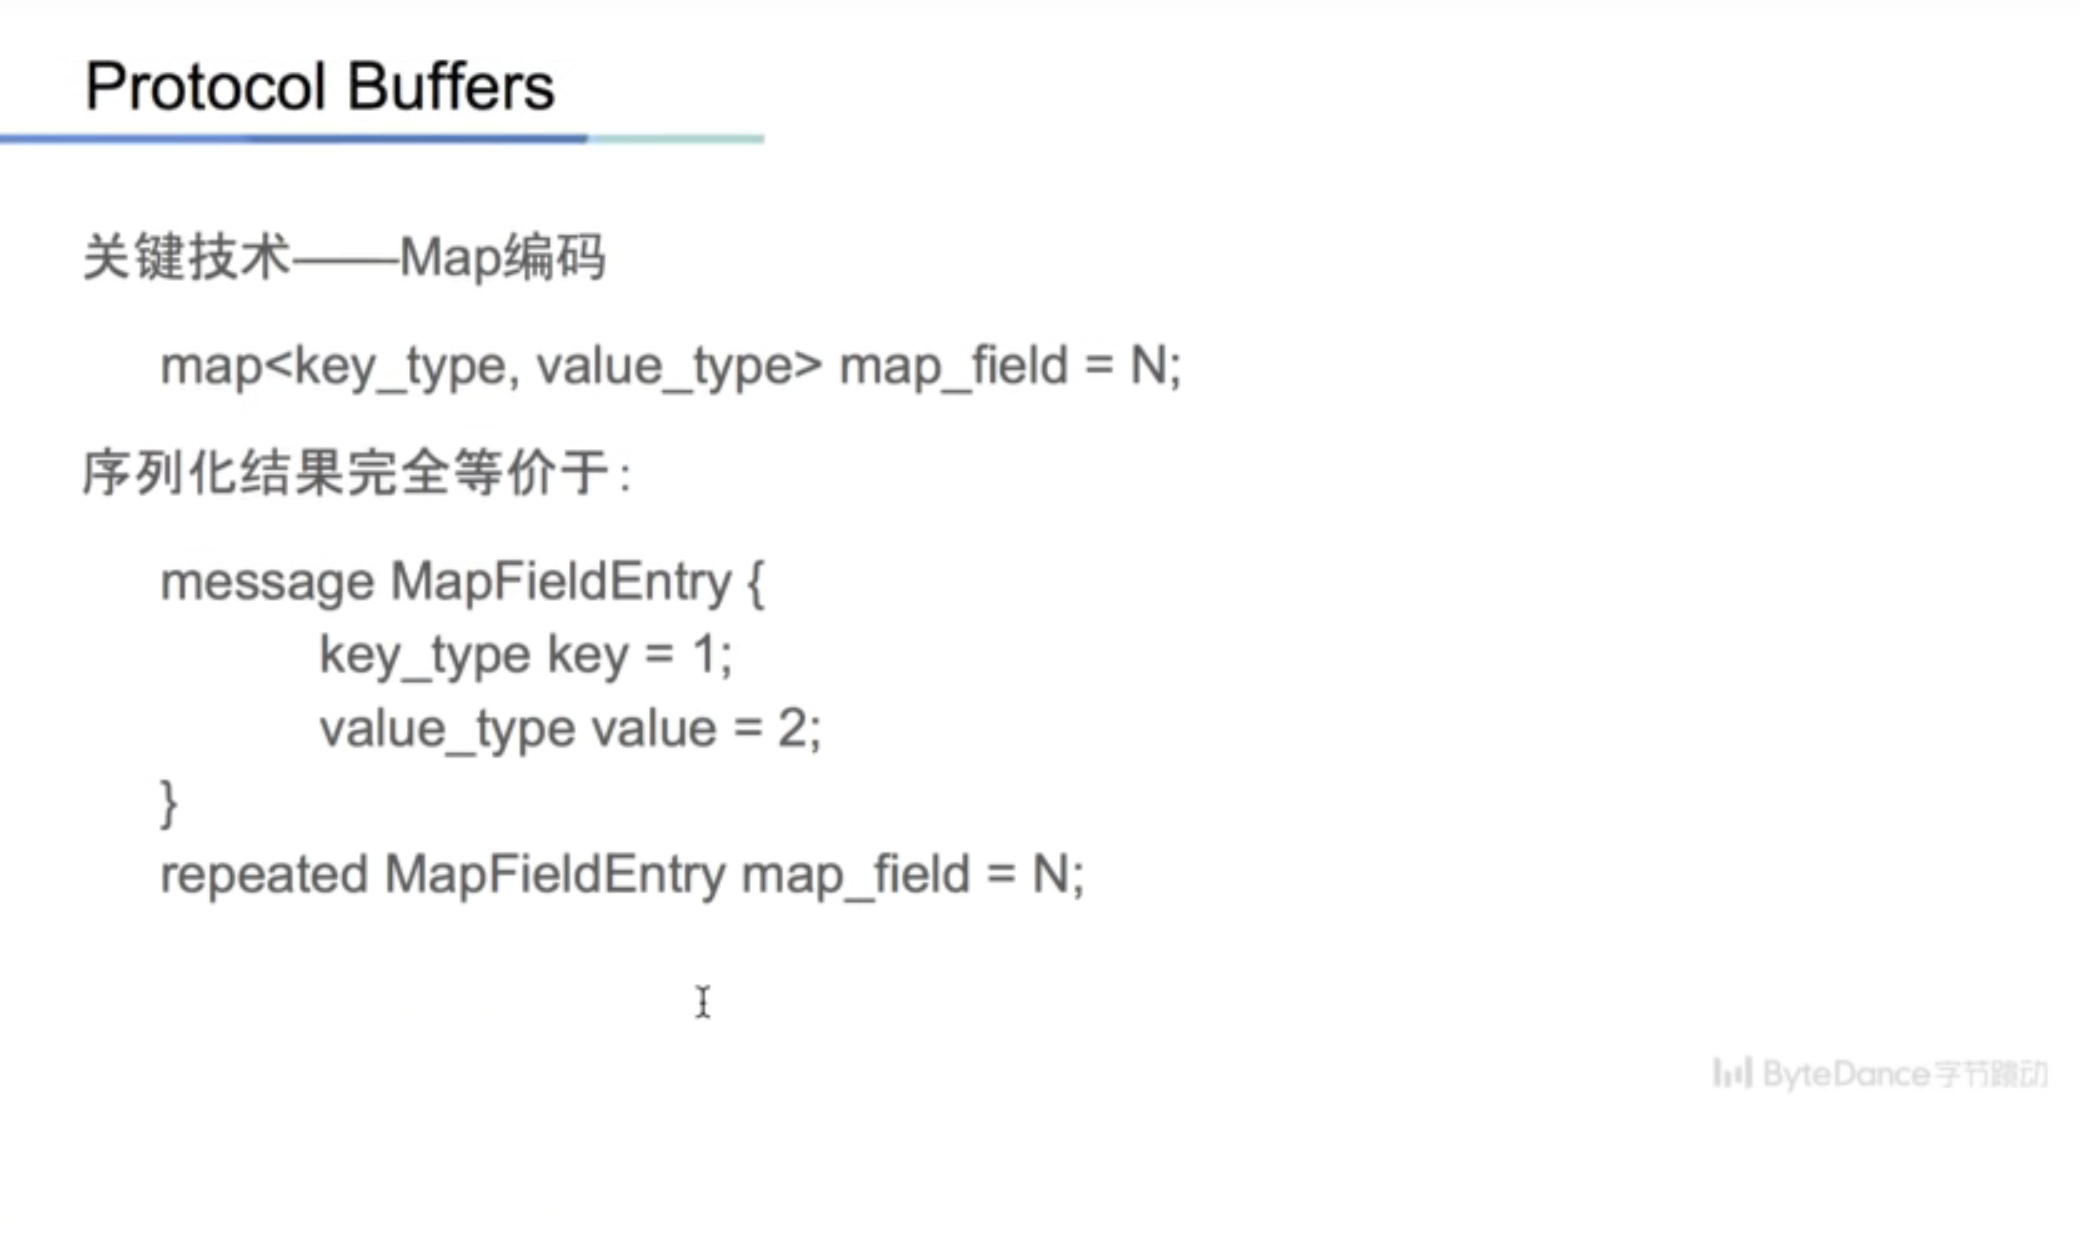 Protocol Buffers
关键技术——Map编码
map<key_type, value_type> map_field = N;
序列化结果完全等价于：
message MapFieldEntry {
key_type key = 1;
value_type value = 2;
}
repeated MapFieldEntry map_field = N;
ByteDance字节跳动